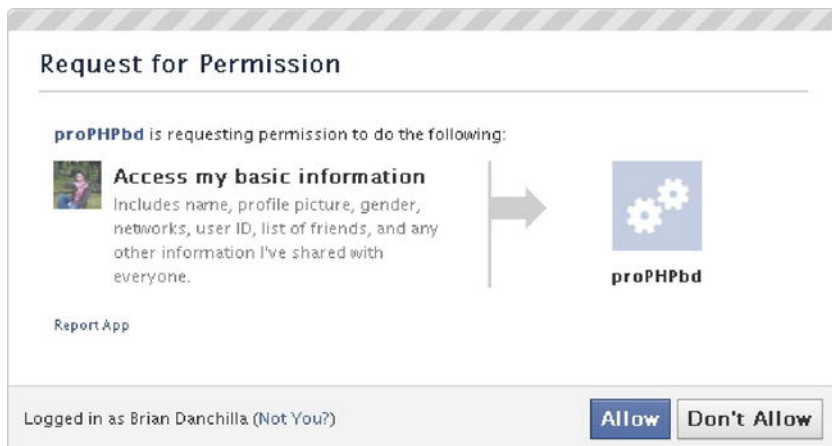 Request for Permission
proPHPbd is requesting permission to do the following:
Access my basic information
Includes name, profile picture, gender,
networks, user ID, list of friends, and any
other information I've shared with
everyone.
proPHPbd
Report App
Logged in as Brian Danchilla (Not You?)
Allow
Don't Allow